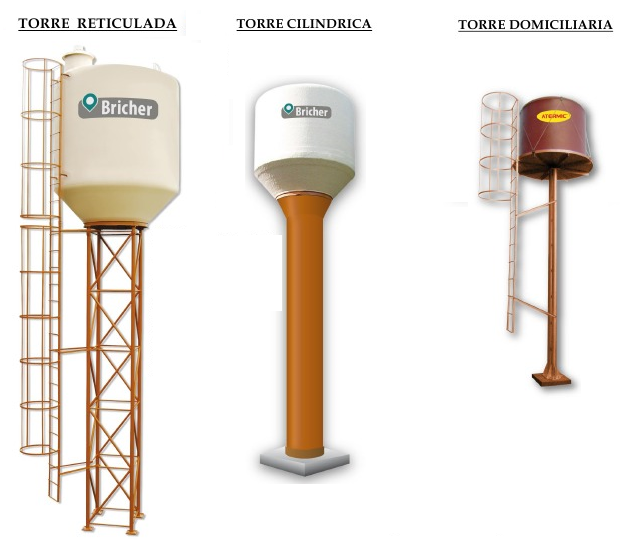 TORRE RETICULADA
TORRE CILINDRICA
TORRE DOMICILIARIA
Bricher
Bricher
ATERMIC